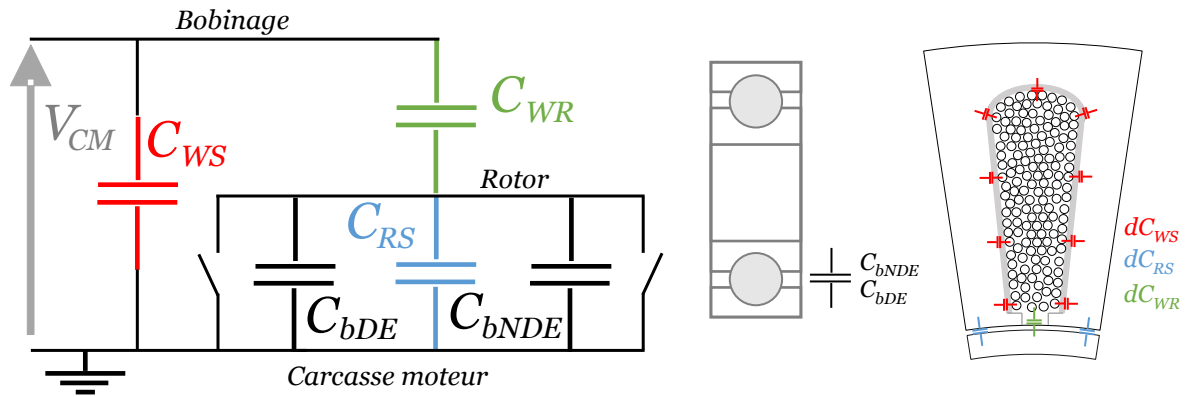 Bobinage
V_CM
C_WS
C_WR
Rotor
C_RS
C_bDE
C_bNDE
Carcasse moteur
C_bNDE
C_bDE
dC_WS
dC_RS
dC_WR